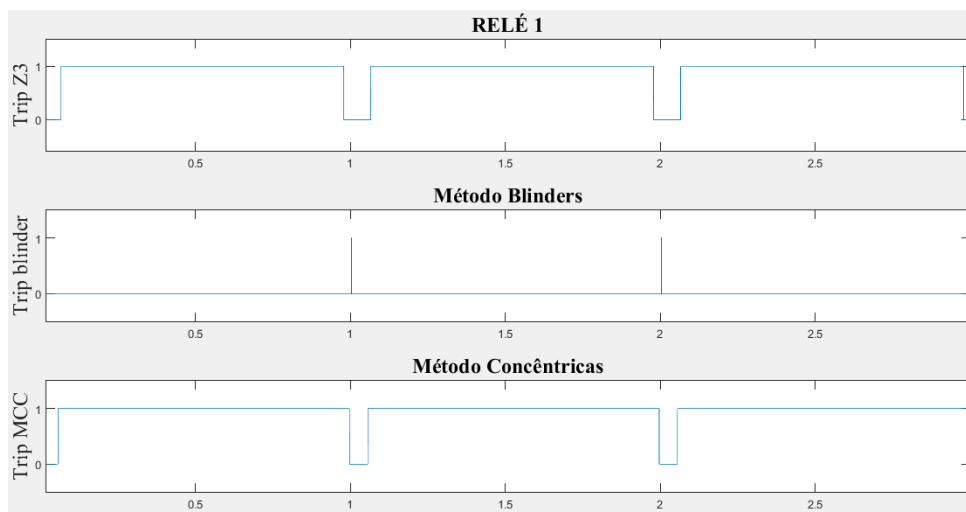 RELÉ 1
Trip Z3
1
0
0.5 1 1.5 2 2.5
Método Blinders
Trip blinder
1
0
0.5 1 1.5 2 2.5
Método Concêntricas
Trip MCC
1
0
0.5 1 1.5 2 2.5